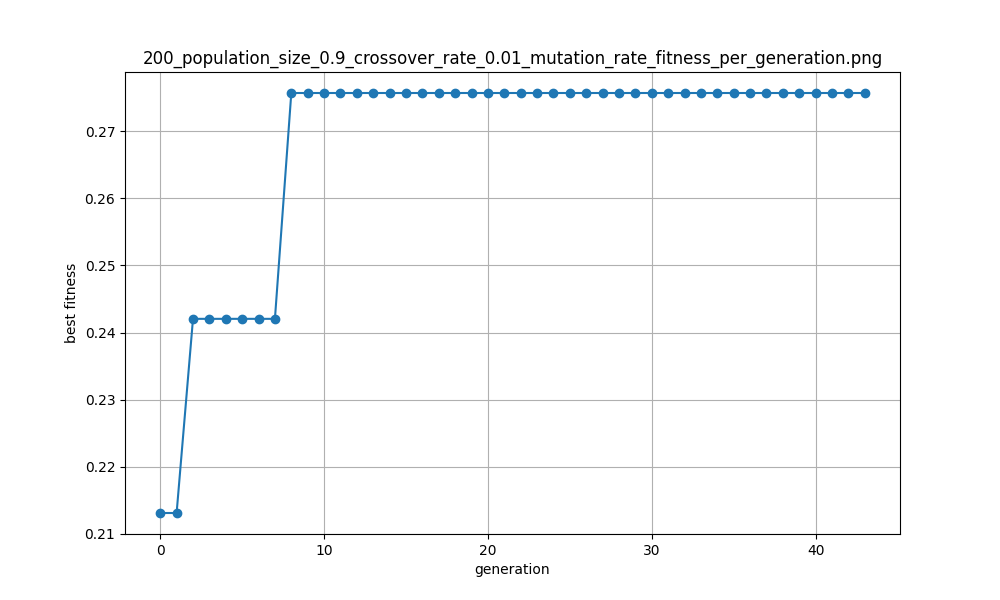 200_population_size_0.9_crossover_rate_0.01_mutation_rate_fitness_per_generation.png
0.27
0.26
0.25
0.24
0.23
0.22
0.21
best fitness
0 10 20 30 40
generation